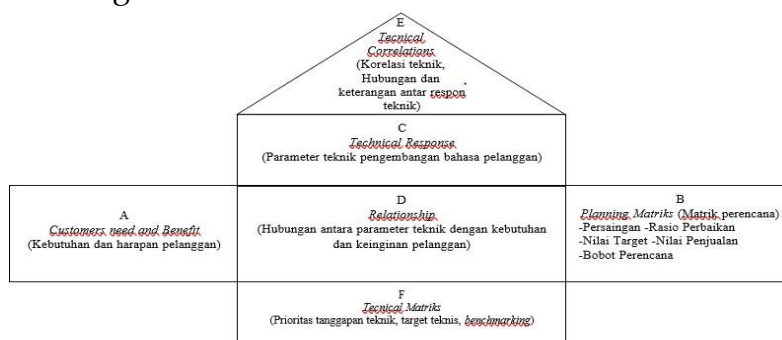 E
Tecnical
Correlations
(Korelasi teknik,
Hubungan dan
keterangan antar respon
teknik)
C
Technical Response
(Parameter teknik pengembangan bahasa pelanggan)
A
Customers need and Benefit
(Kebutuhan dan harapan pelanggan)
D
Relationship
(Hubungan antara parameter teknik dengan kebutuhan
dan keinginan pelanggan)
B
Planning Matriks (Matrik perencana)
-Persaingan -Rasio Perbaikan
-Nilai Target -Nilai Penjualan
-Bobot Perencana
F
Tecnical Matriks
(Prioritas tanggapan teknik, target teknis, benchmarking)